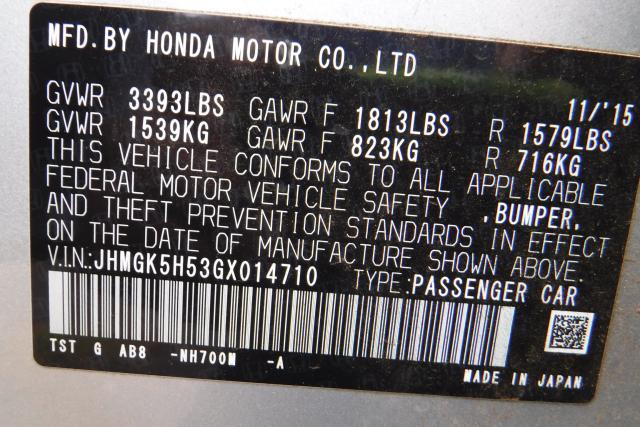 MFD.BY HONDA MOTOR CO.,LTD
11/'15
GVWR 3393LBS GAWR F 1813LBS R 1579LBS
GVWR 1539KG GAWR F 823KG R 716KG
THIS VEHICLE CONFORMS TO ALL APPLICABLE
FEDERAL MOTOR VEHICLE SAFETY ,BUMPER,
AND THEFT PREVENTION STANDARDS IN EFFECT
ON THE DATE OF MANUFACTURE SHOWN ABOVE.
V.I.N.:JHMGK5H53GX014710 TYPE:PASSENGER CAR
TST G AB8 -NH700M -A
MADE IN JAPAN